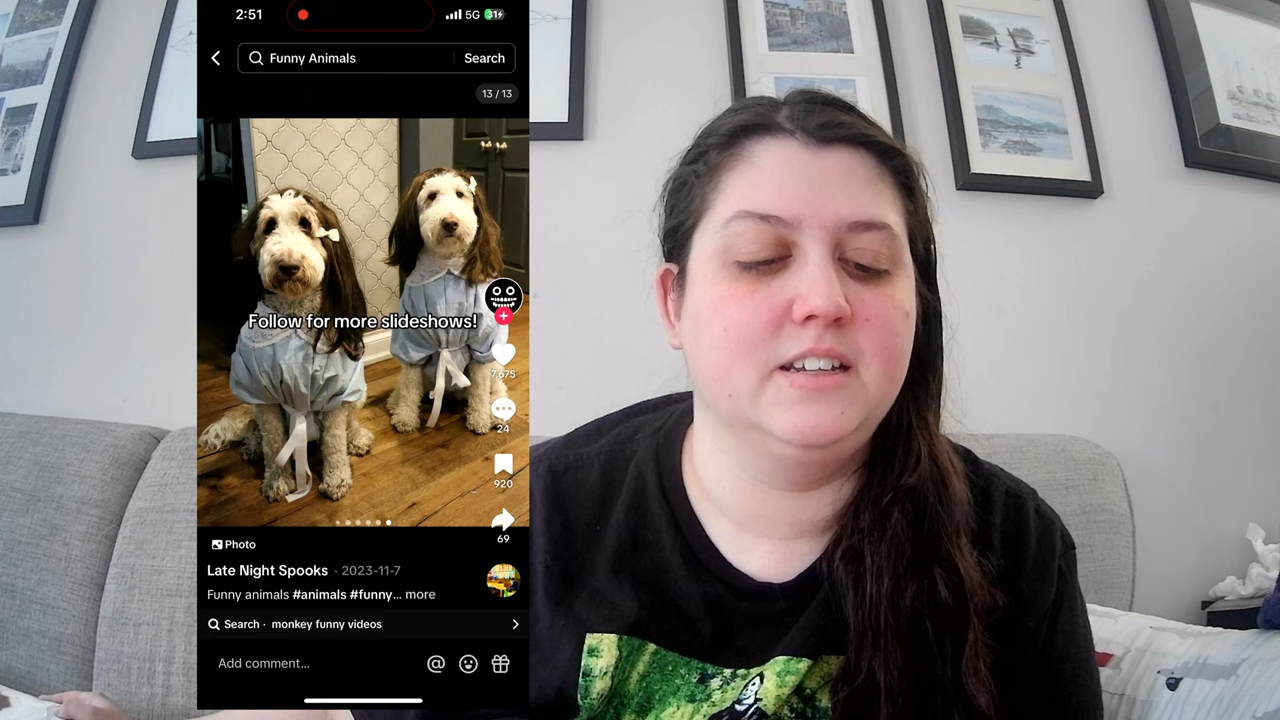 2:51
5G
31
Funny Animals
Search
13 / 13
Follow for more slideshows!
7,675
24
920
69
Photo
Late Night Spooks · 2023-11-7
Funny animals #animals #funny... more
Search · monkey funny videos
Add comment...